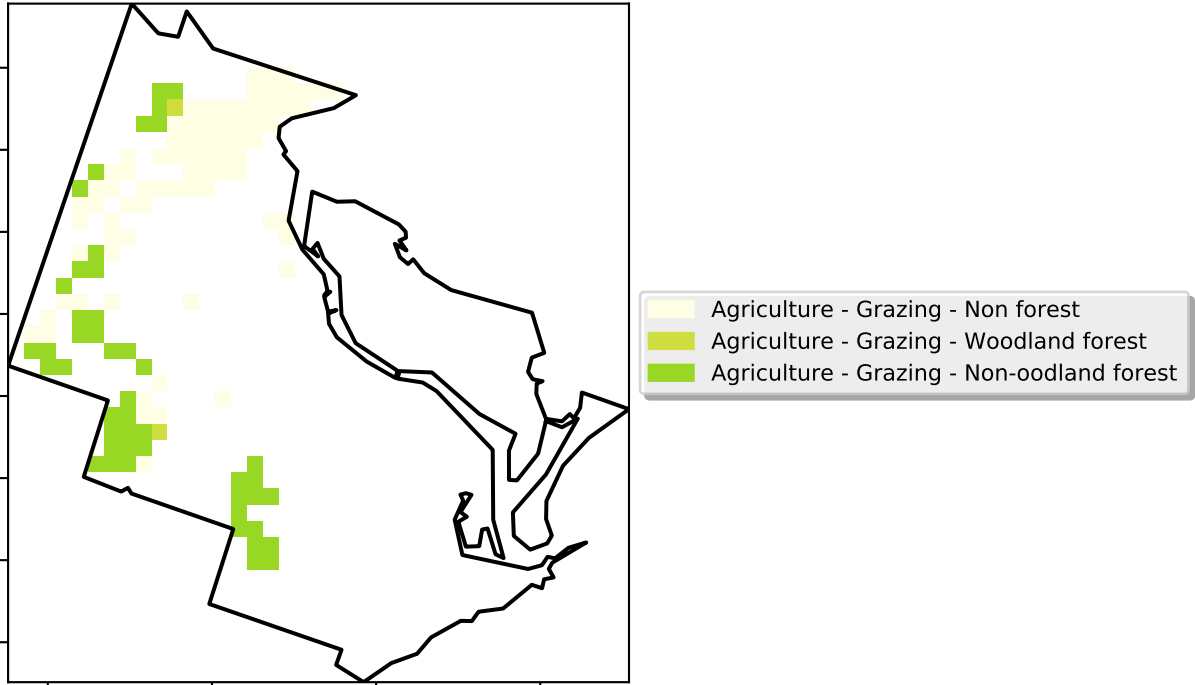 Agriculture - Grazing - Non forest
Agriculture - Grazing - Woodland forest
Agriculture - Grazing - Non-oodland forest